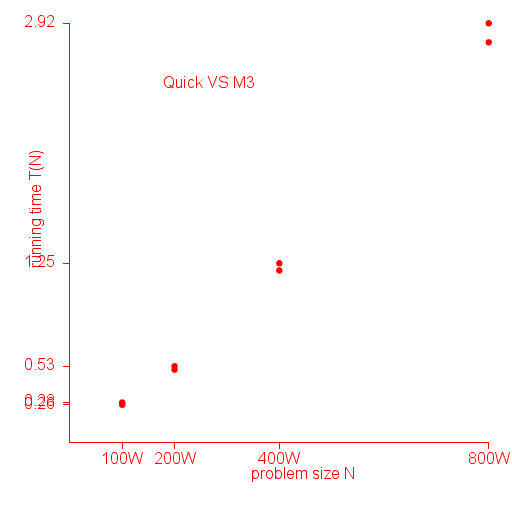 2.92
Quick VS M3
running time T(N)
1.25
0.53
100W 200W 400W 800W
problem size N